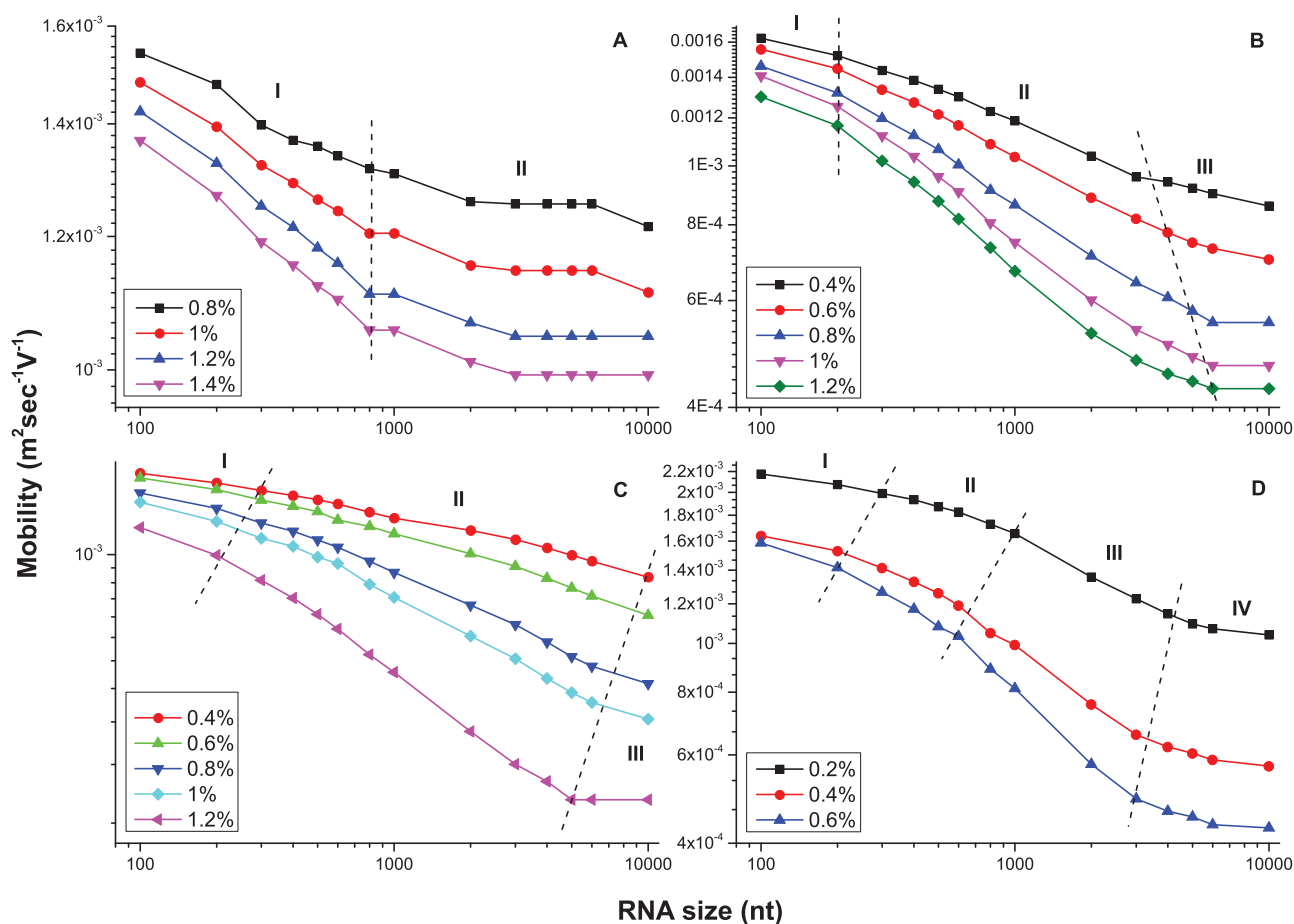 Mobility (m²sec⁻¹V⁻¹)
1.6x10⁻³
1.4x10⁻³
1.2x10⁻³
10⁻³
A
I
II
0.8%
1%
1.2%
1.4%
100
1000
10000
0.0016
0.0014
0.0012
1E-3
8E-4
6E-4
4E-4
I
B
II
III
0.4%
0.6%
0.8%
1%
1.2%
100
1000
10000
10⁻³
I
C
II
III
0.4%
0.6%
0.8%
1%
1.2%
100
1000
10000
2.2x10⁻³
2x10⁻³
1.8x10⁻³
1.6x10⁻³
1.4x10⁻³
1.2x10⁻³
10⁻³
8x10⁻⁴
6x10⁻⁴
4x10⁻⁴
I
II
D
III
IV
0.2%
0.4%
0.6%
100
1000
10000
RNA size (nt)